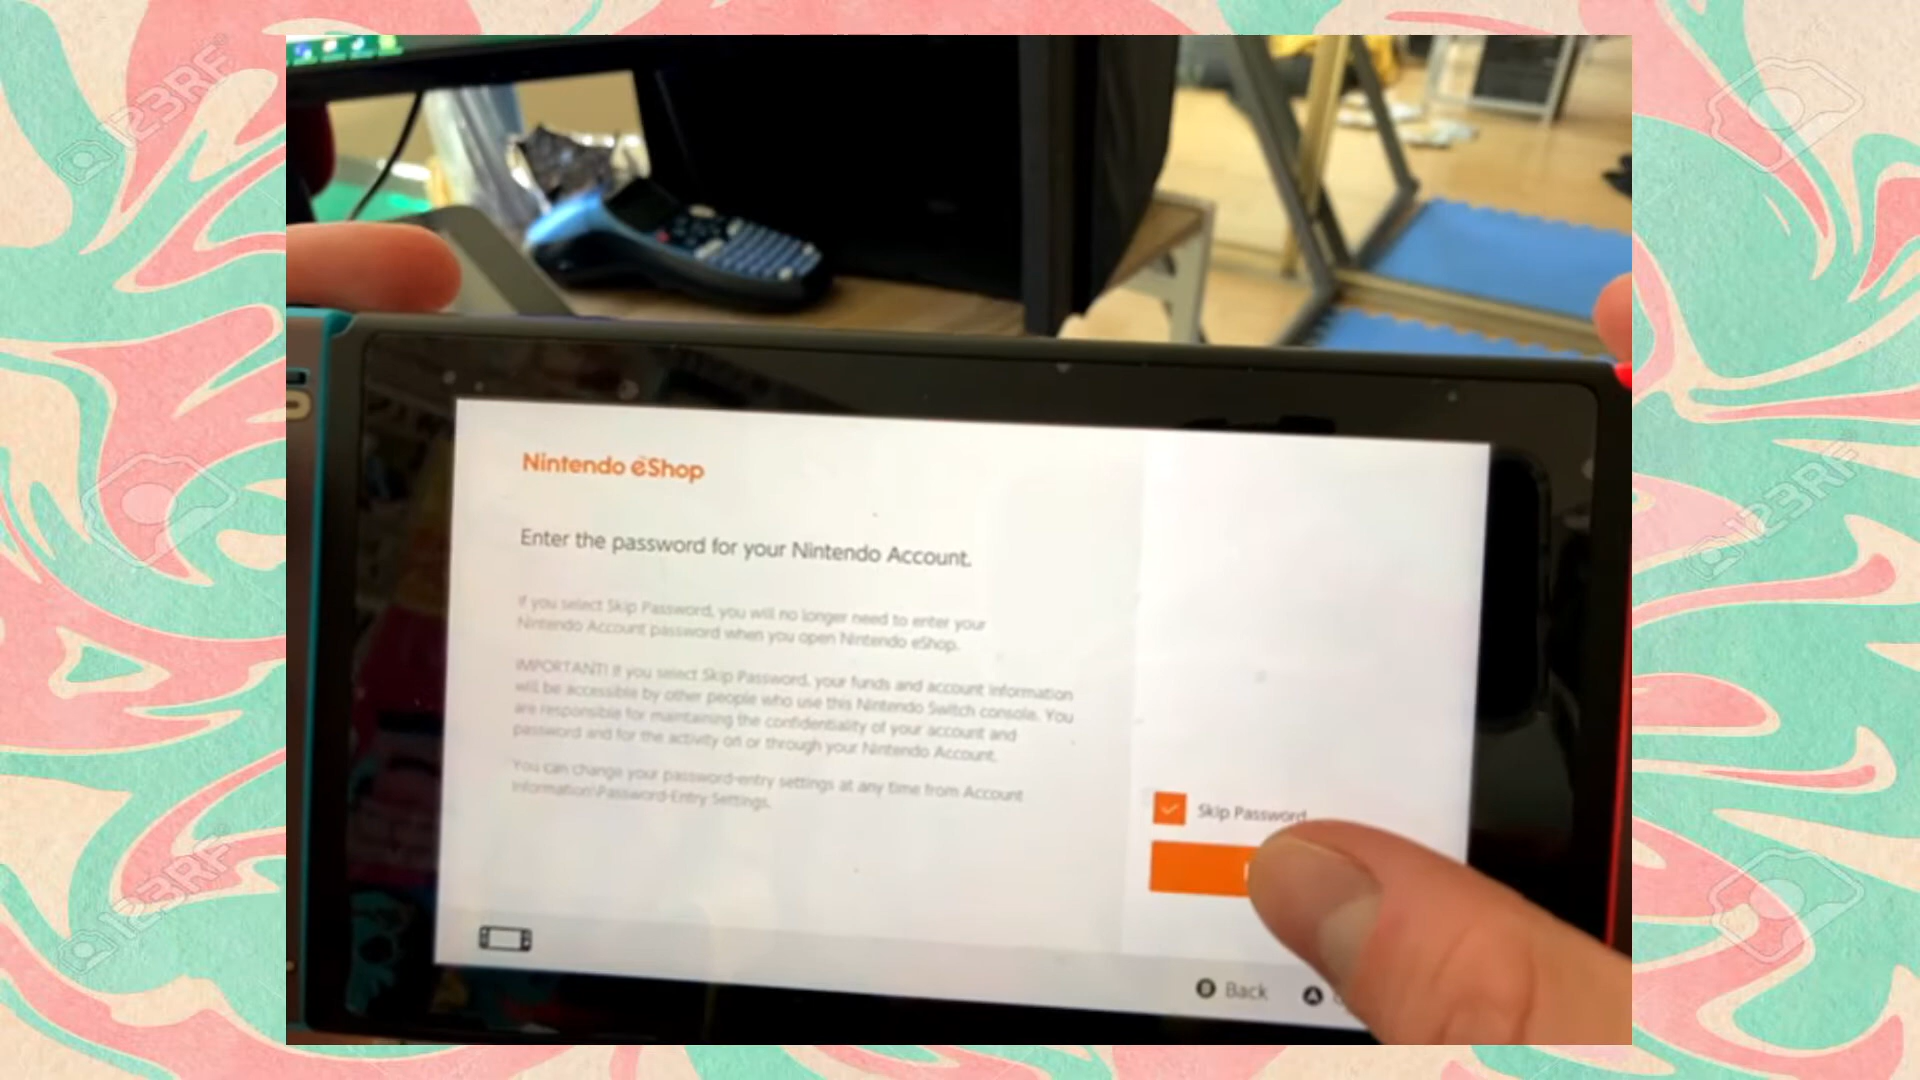 Nintendo eShop
Enter the password for your Nintendo Account.
If you select Skip Password, you will no longer need to enter your
Nintendo Account password when you open Nintendo eShop.
IMPORTANT! If you select Skip Password, your funds and account information
will be accessible by other people who use this Nintendo Switch console. You
are responsible for maintaining the confidentiality of your account and
password and for the activity on or through your Nintendo Account.
You can change your password-entry settings at any time from Account
Information\Password-Entry Settings.
Skip Password
B Back
A
123RF
123RF
123RF
123RF